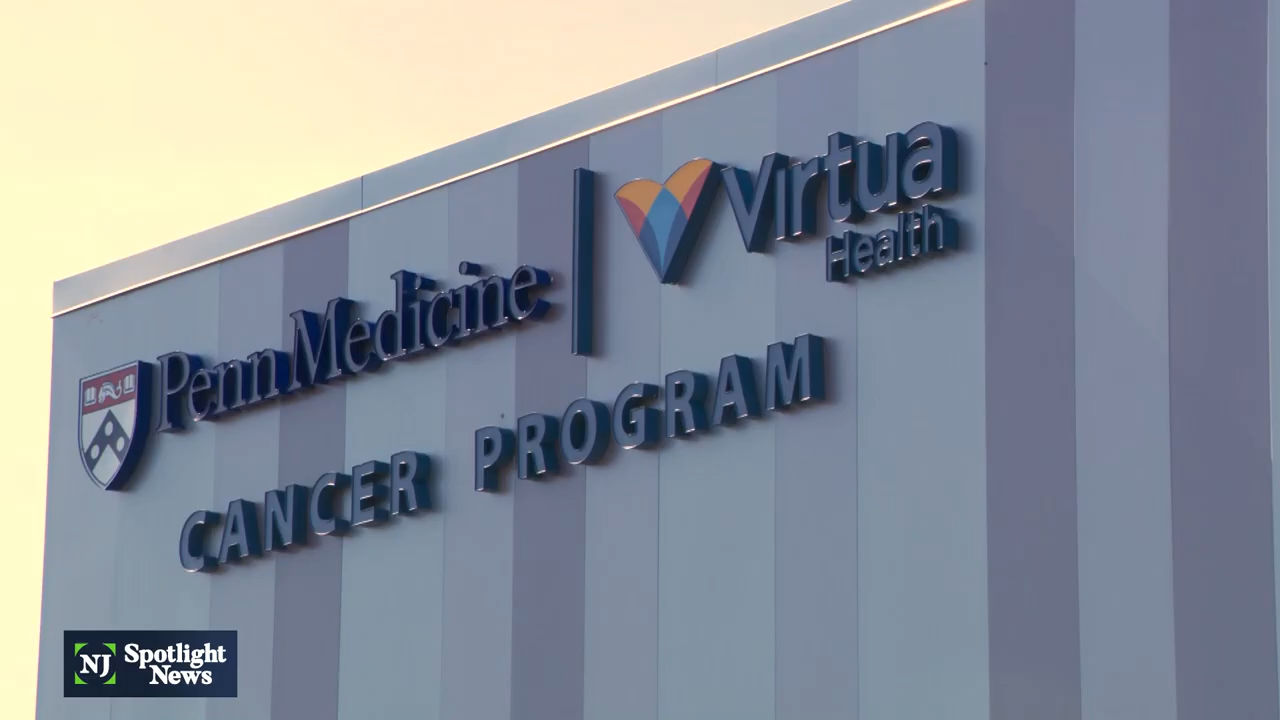 Penn Medicine
Virtua
Health
CANCER PROGRAM
NJ Spotlight
News